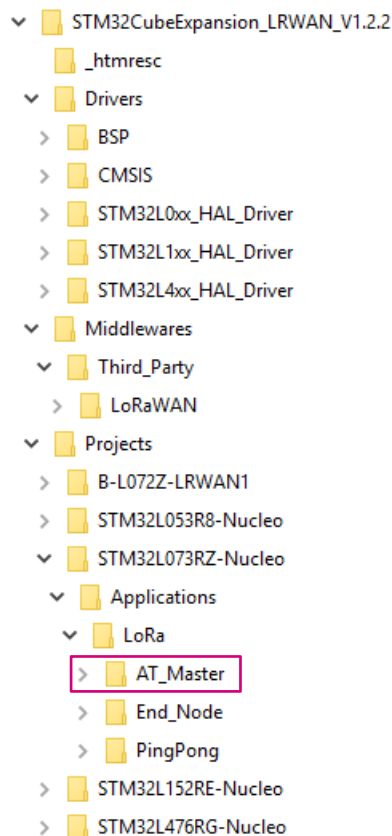 STM32CubeExpansion_LRWAN_V1.2.2
_htmresc
Drivers
BSP
CMSIS
STM32L0xx_HAL_Driver
STM32L1xx_HAL_Driver
STM32L4xx_HAL_Driver
Middlewares
Third_Party
LoRaWAN
Projects
B-L072Z-LRWAN1
STM32L053R8-Nucleo
STM32L073RZ-Nucleo
Applications
LoRa
AT_Master
End_Node
PingPong
STM32L152RE-Nucleo
STM32L476RG-Nucleo